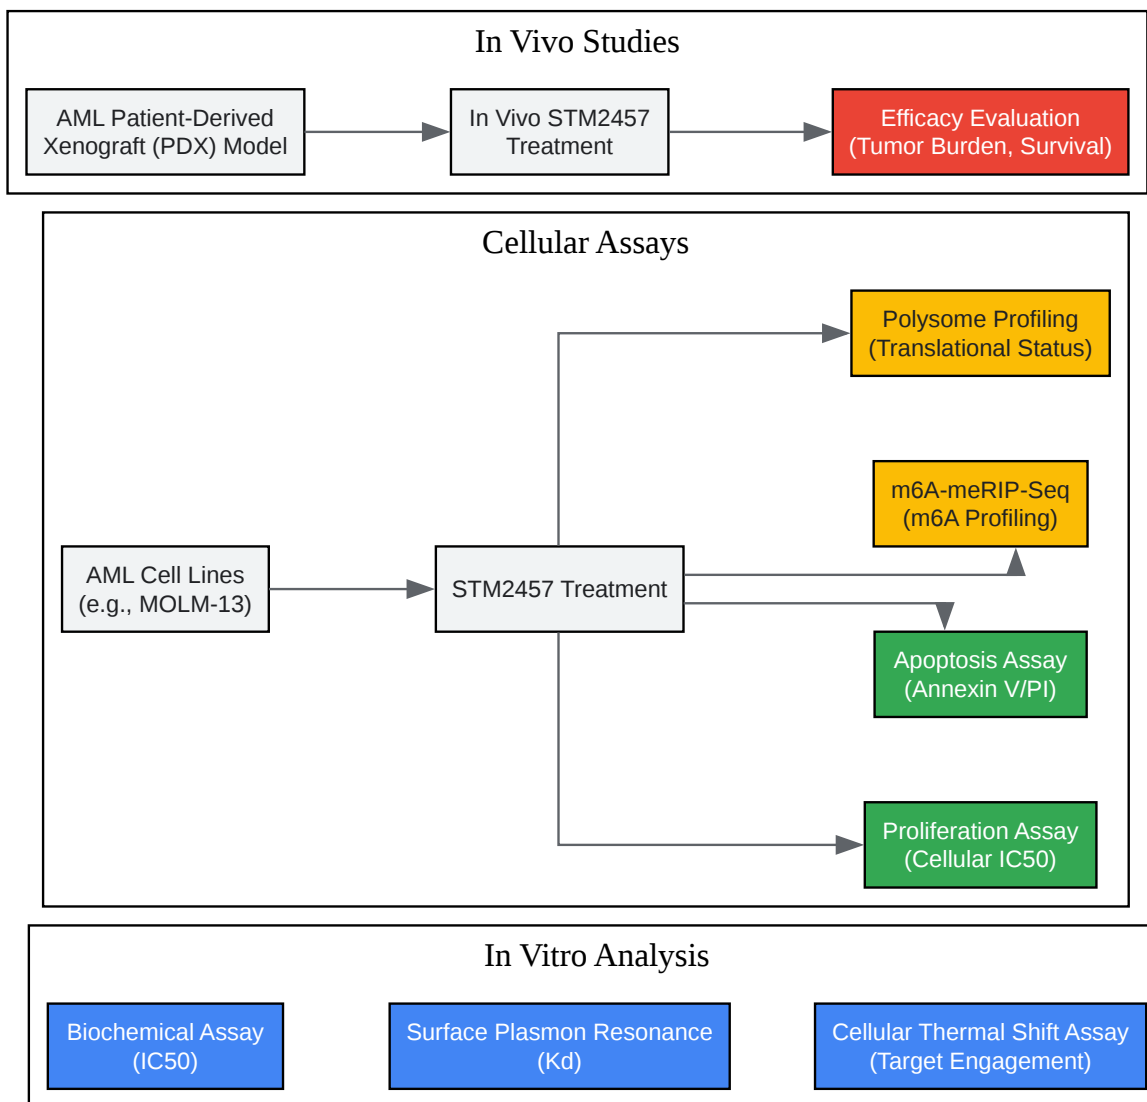 In Vivo Studies
AML Patient-Derived
Xenograft (PDX) Model
In Vivo STM2457
Treatment
Efficacy Evaluation
(Tumor Burden, Survival)
Cellular Assays
Polysome Profiling
(Translational Status)
m6A-meRIP-Seq
(m6A Profiling)
AML Cell Lines
(e.g., MOLM-13)
STM2457 Treatment
Apoptosis Assay
(Annexin V/PI)
Proliferation Assay
(Cellular IC50)
In Vitro Analysis
Biochemical Assay
(IC50)
Surface Plasmon Resonance
(Kd)
Cellular Thermal Shift Assay
(Target Engagement)